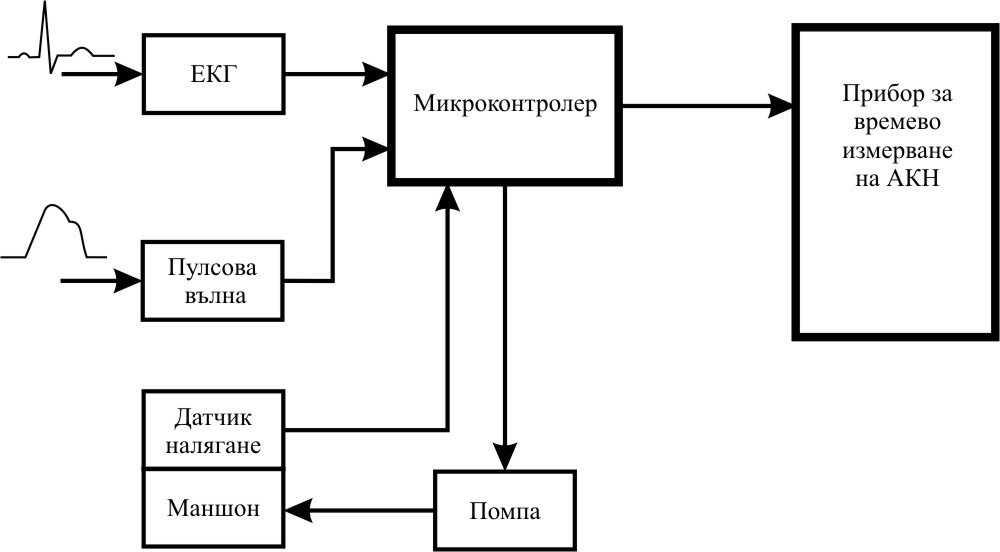 ЕКГ
Микроконтролер
Прибор за
времево
измерване
на АКН
Пулсова
вълна
Датчик
налягане
Маншон
Помпа